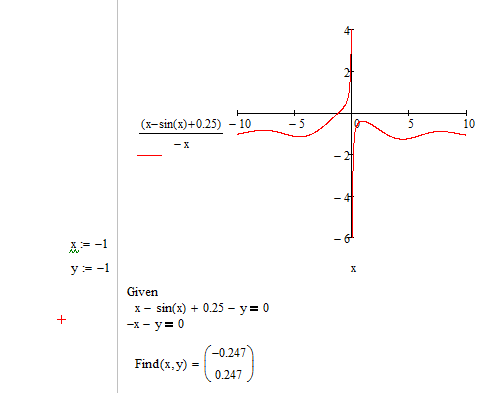 4
2
(x−sin(x)+0.25)
−x
−10 −5 0 5 10
−2
−4
−6
x
x := −1
y := −1
Given
x − sin(x) + 0.25 − y = 0
−x − y = 0
Find(x,y) = (−0.247
0.247)